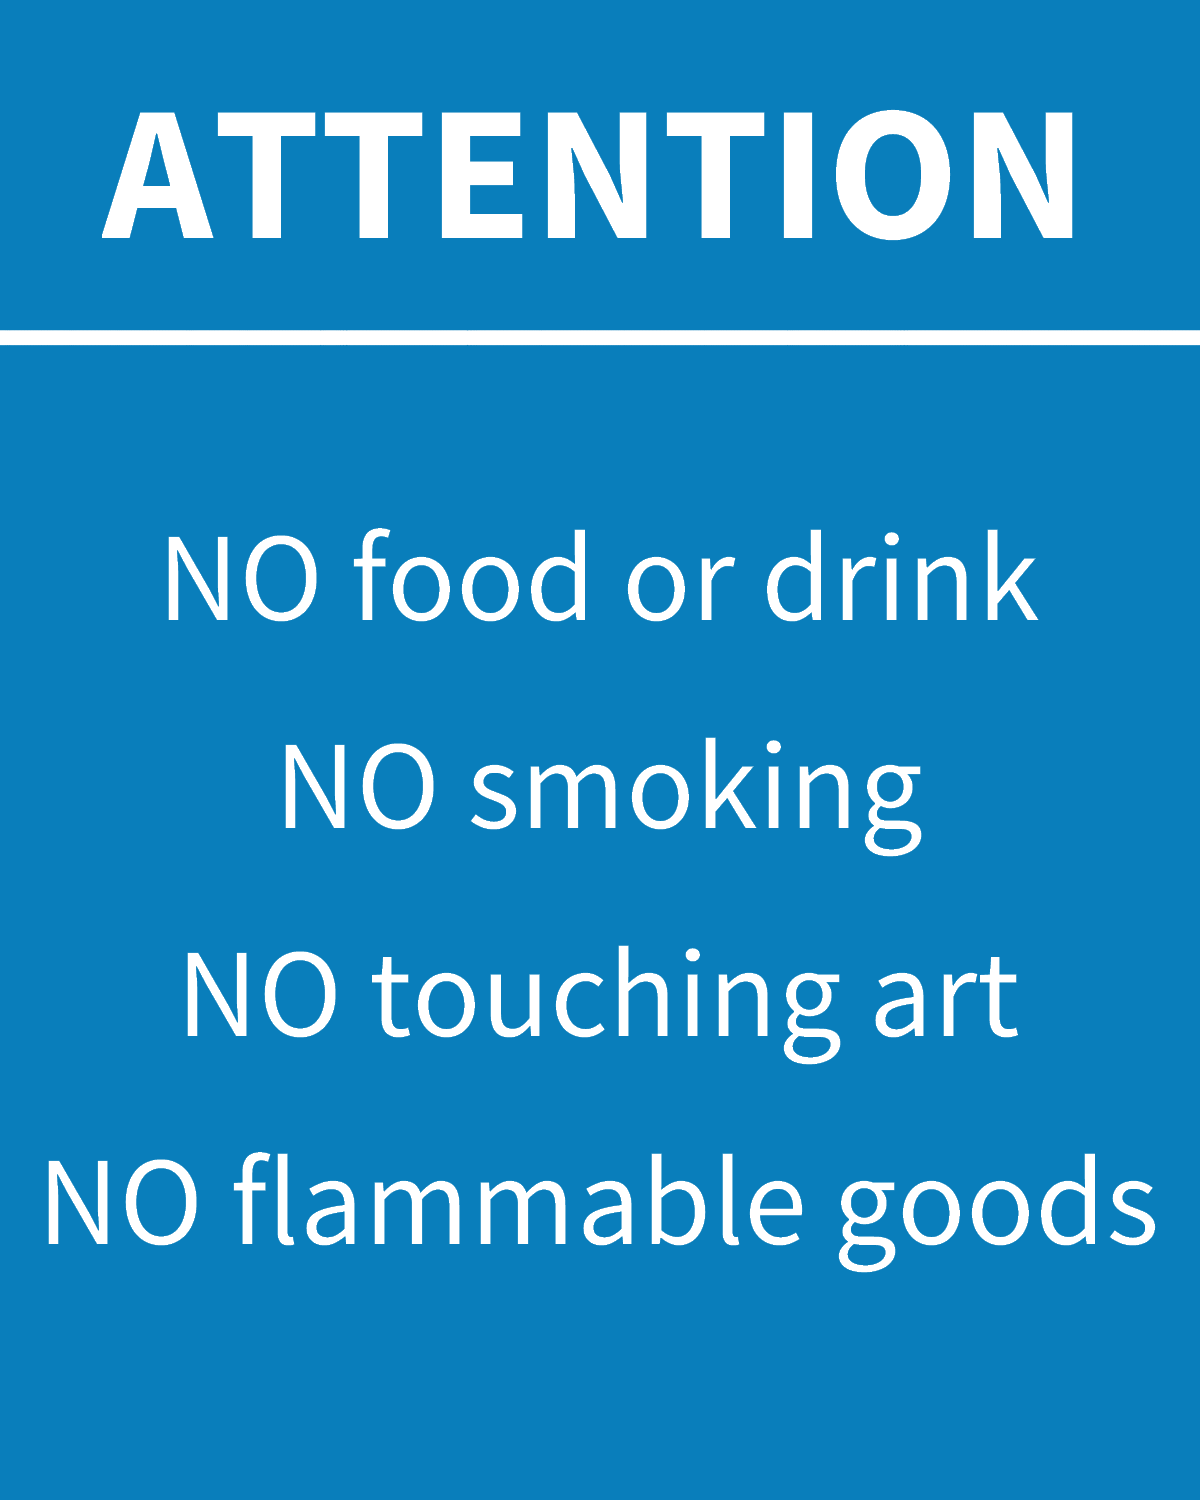 ATTENTION
NO food or drink
NO smoking
NO touching art
NO flammable goods